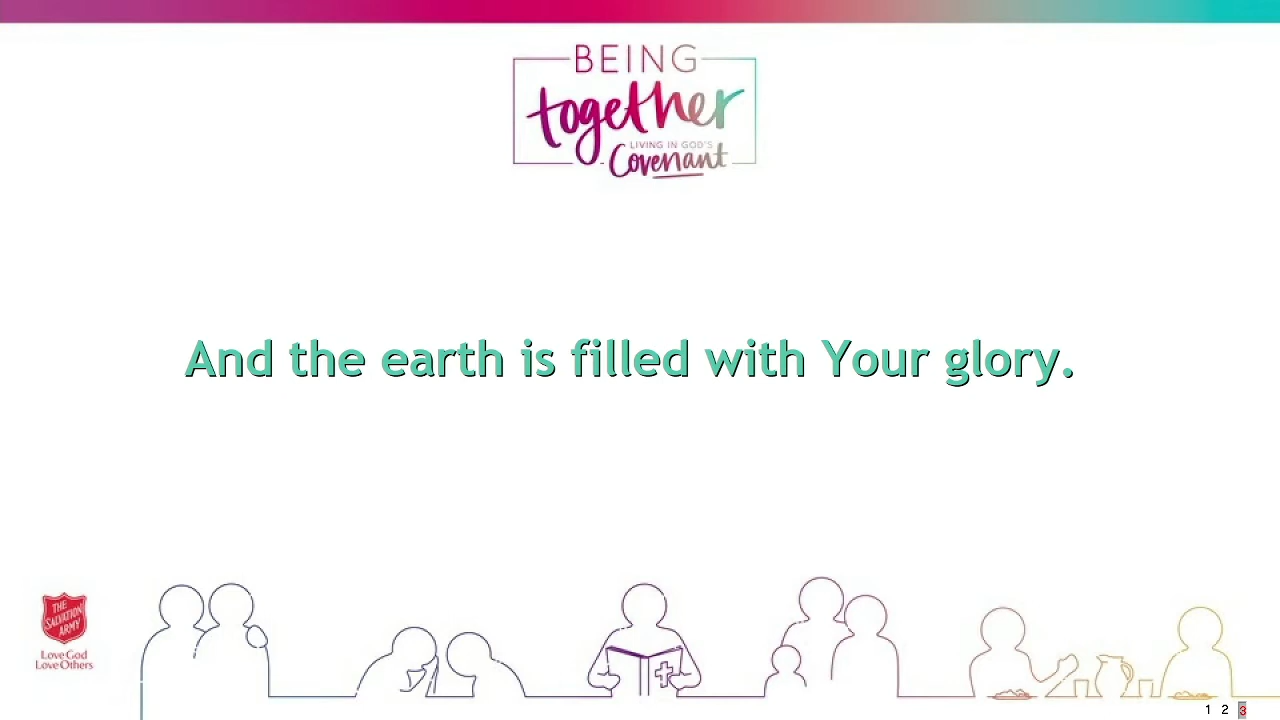 BEING
together
LIVING IN GOD'S
Covenant
And the earth is filled with Your glory.
THE
SALVATION
ARMY
Love God
Love Others
1 2 3